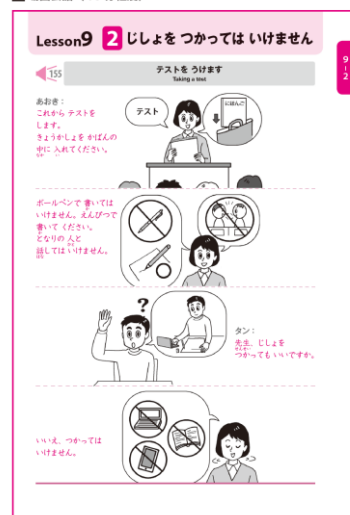 Lesson9 2 じしょを つかっては いけません
9-2
155
テストを うけます
Taking a test
あおき：
これから テストを
します。
きょうかしょを かばんの
中に 入れてください。
テスト
にほんご
ボールペンで 書いては
いけません。えんぴつで
書いて ください。
となりの 人と
話しては いけません。
?
タン：
先生、じしょを
つかっても いいですか。
いいえ、つかっては
いけません。